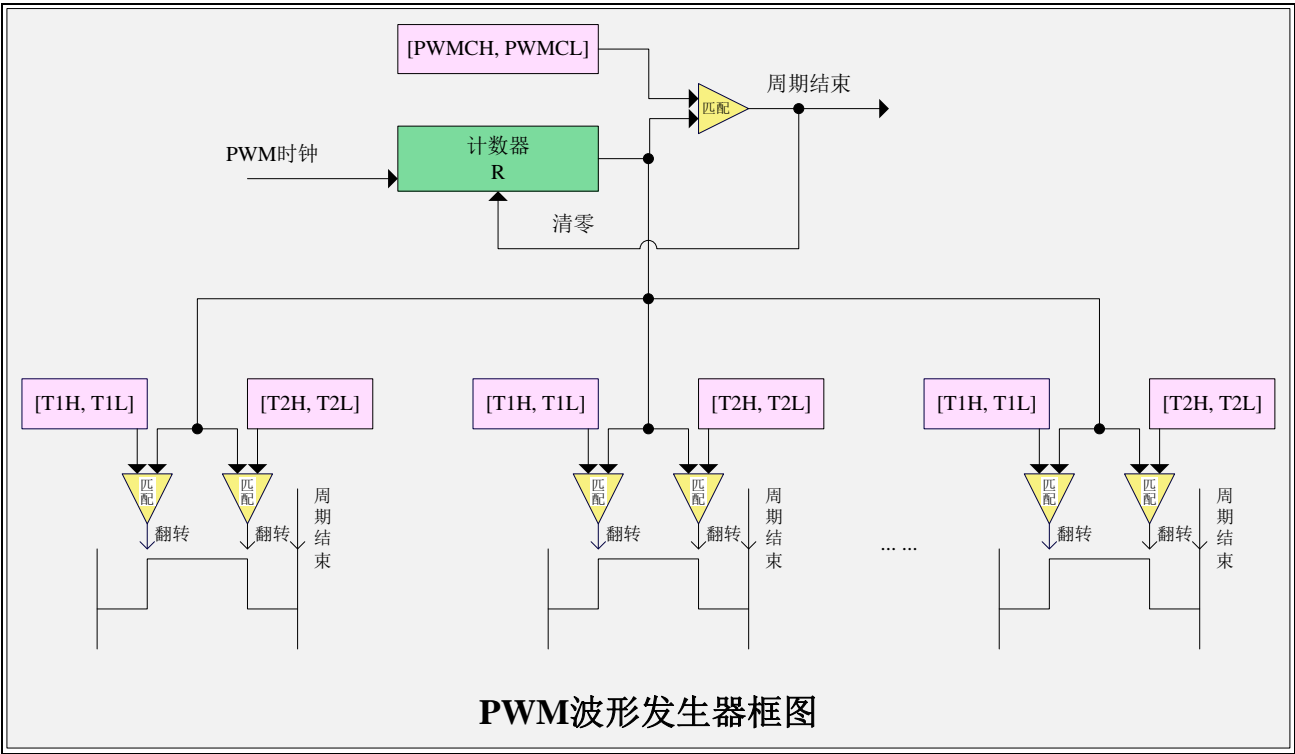 [PWMCH, PWMCL]
周期结束
匹配
PWM时钟
计数器
R
清零
[T1H, T1L]
[T2H, T2L]
[T1H, T1L]
[T2H, T2L]
[T1H, T1L]
[T2H, T2L]
匹配
匹配
周期结束
匹配
匹配
周期结束
匹配
匹配
周期结束
翻转
翻转
翻转
翻转
... ...
翻转
翻转
PWM波形发生器框图